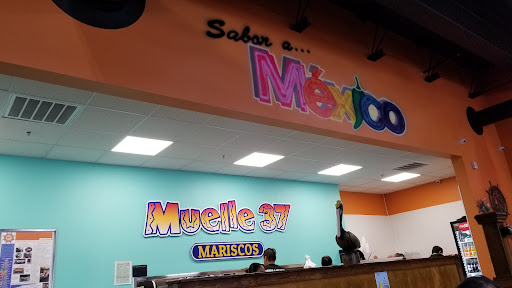 Sabor a...
México
Muelle 37
MARISCOS